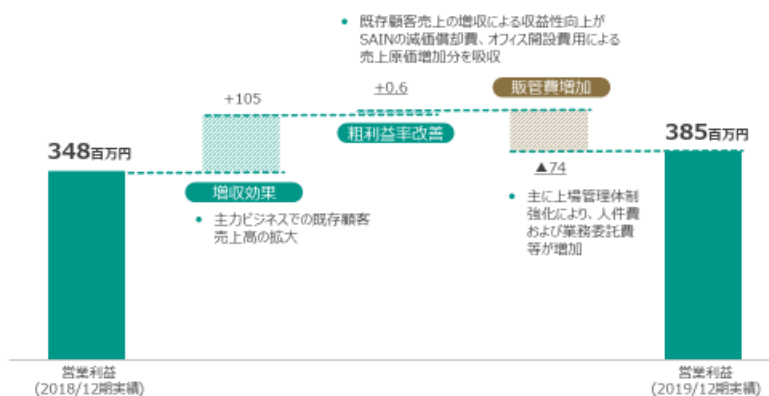 • 既存顧客売上の増収による収益性向上が
SAINの減価償却費、オフィス開設費用による
売上原価増加分を吸収
+105
+0.6
販管費増加
348百万円
粗利益率改善
385百万円
増収効果
▲74
• 主力ビジネスでの既存顧客
売上高の拡大
• 主に上場管理体制
強化により、人件費
および業務委託費
等が増加
営業利益
(2018/12期実績)
営業利益
(2019/12期実績)